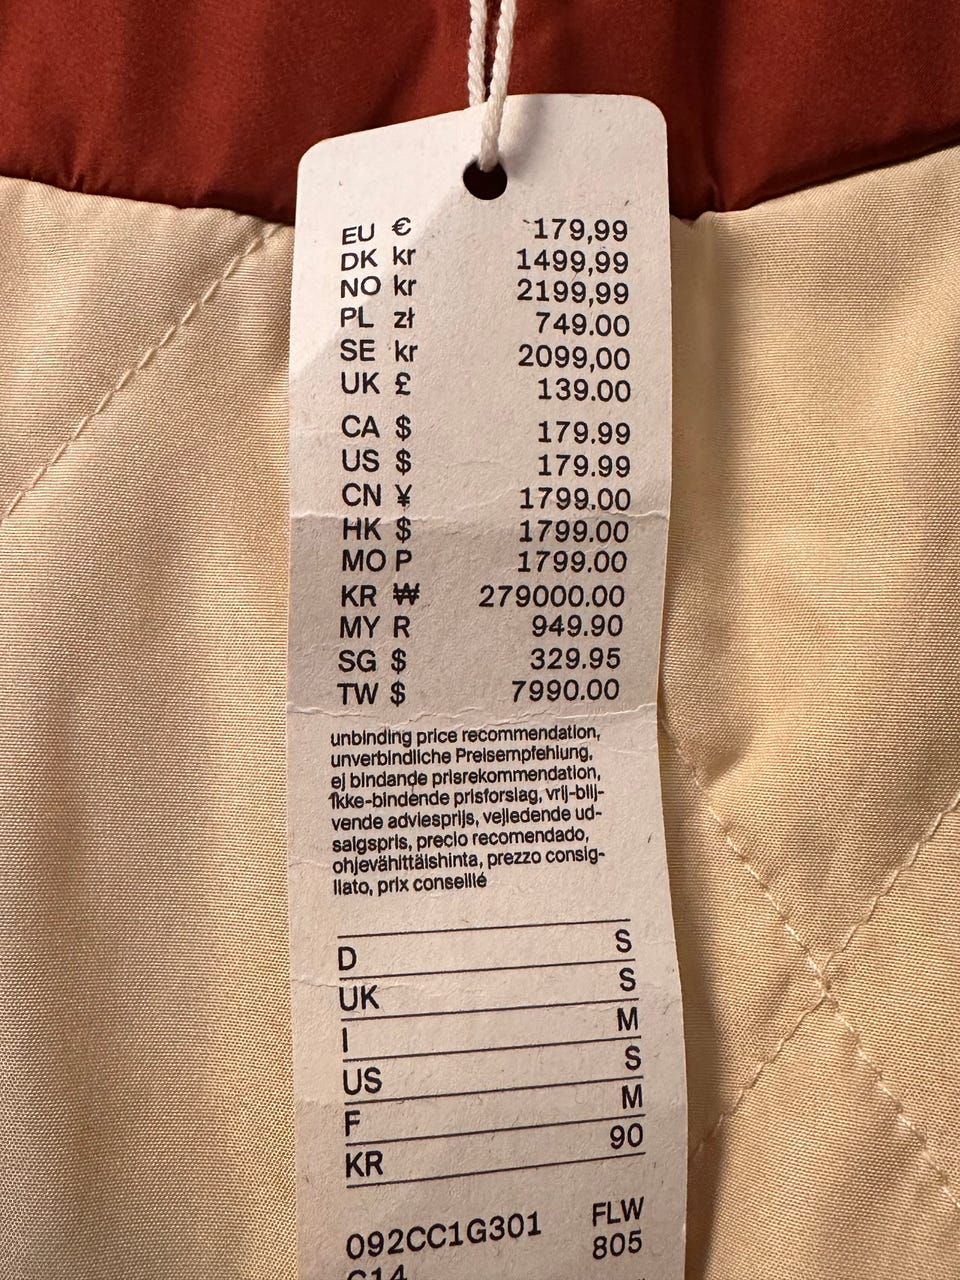 EU € 179,99
DK kr 1499,99
NO kr 2199,99
PL zł 749.00
SE kr 2099,00
UK £ 139.00
CA $ 179.99
US $ 179.99
CN ¥ 1799.00
HK $ 1799.00
MO P 1799.00
KR ₩ 279000.00
MY R 949.90
SG $ 329.95
TW $ 7990.00
unbinding price recommendation,
unverbindliche Preisempfehlung,
ej bindande prisrekommendation,
ikke-bindende prisforslag, vrij-blij-
vende adviesprijs, vejledende ud-
salgspris, precio recomendado,
ohjevähittäishinta, prezzo consig-
liato, prix conseillé
D S
UK S
I M
US S
F M
KR 90
092CC1G301 FLW
C14 805